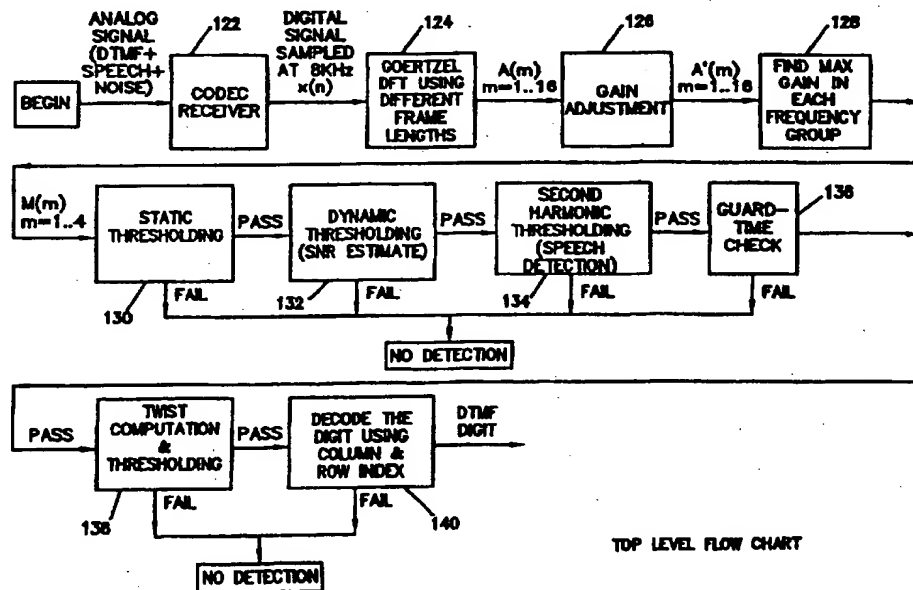 ANALOG
SIGNAL
(DTMF+
SPEECH+
NOISE)
122
DIGITAL
SIGNAL
SAMPLED
AT 8KHz
x(n)
124
126
128
BEGIN
CODEC
RECEIVER
GOERTZEL
DFT USING
DIFFERENT
FRAME
LENGTHS
A(m)
m=1..16
GAIN
ADJUSTMENT
A'(m)
m=1..16
FIND MAX
GAIN IN
EACH
FREQUENCY
GROUP
M(m)
m=1..4
STATIC
THRESHOLDING
PASS
DYNAMIC
THRESHOLDING
(SNR ESTIMATE)
PASS
SECOND
HARMONIC
THRESHOLDING
(SPEECH
DETECTION)
PASS
GUARD-
TIME
CHECK
136
130
FAIL
132
FAIL
134
FAIL
FAIL
NO DETECTION
PASS
TWIST
COMPUTATION
&
THRESHOLDING
PASS
DECODE THE
DIGIT USING
COLUMN &
ROW INDEX
DTMF
DIGIT
138
FAIL
FAIL
140
NO DETECTION
TOP LEVEL FLOW CHART